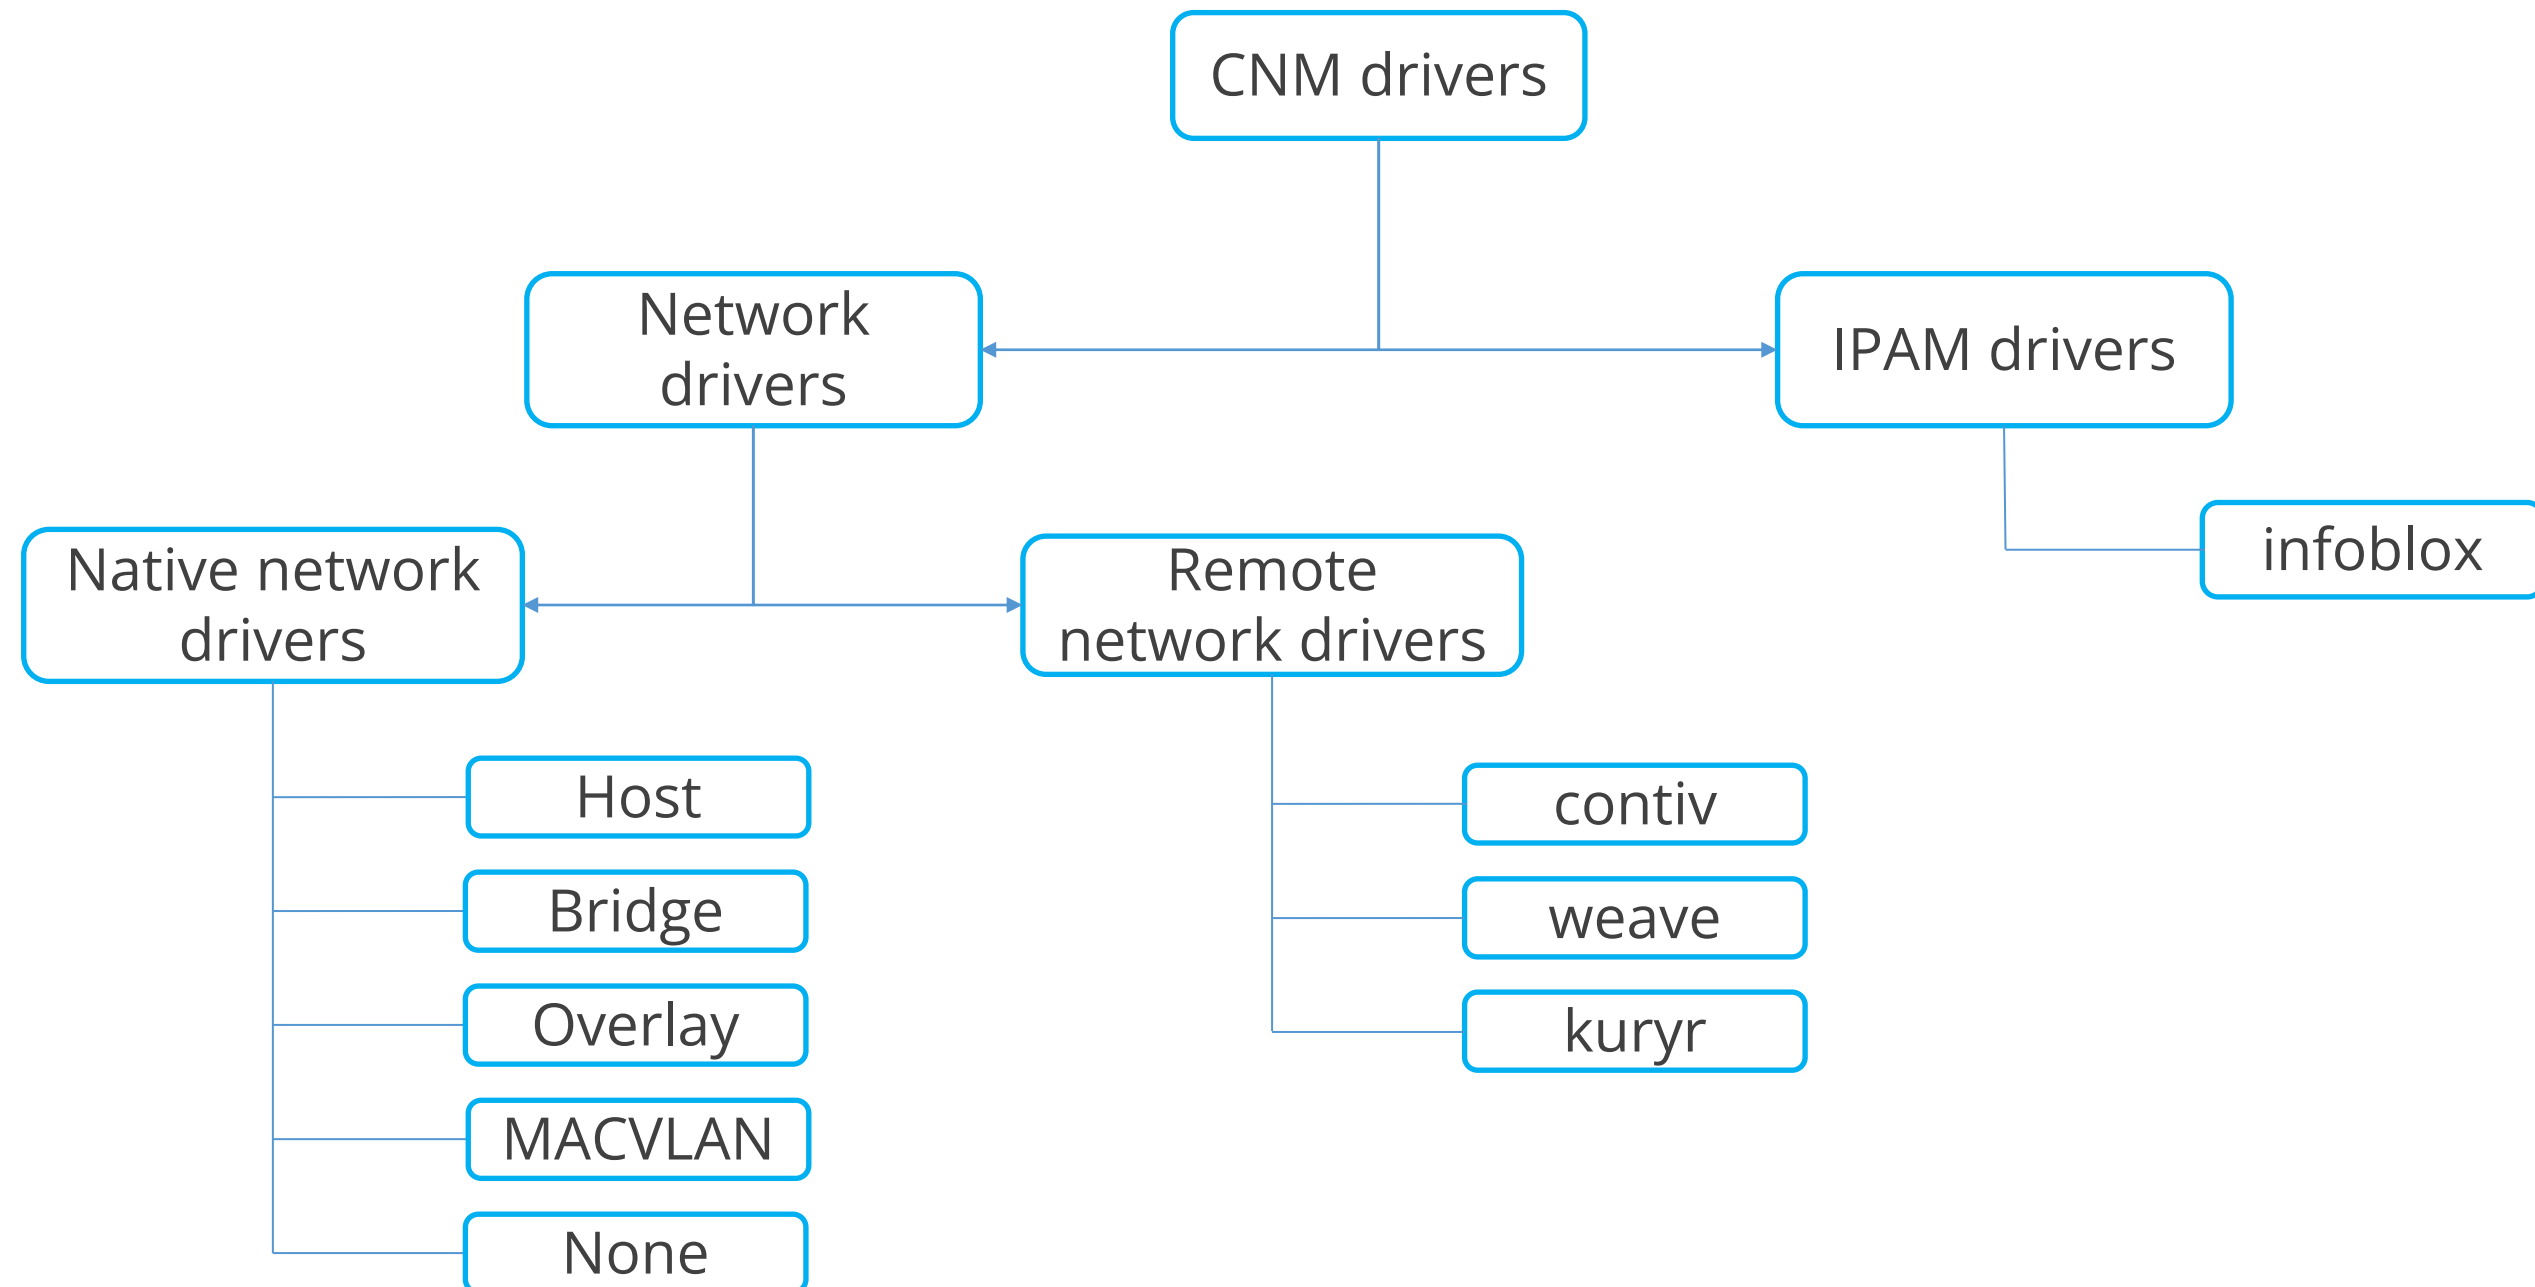 CNM drivers
Network
drivers
IPAM drivers
infoblox
Native network
drivers
Remote
network drivers
Host
Bridge
Overlay
MACVLAN
None
contiv
weave
kuryr